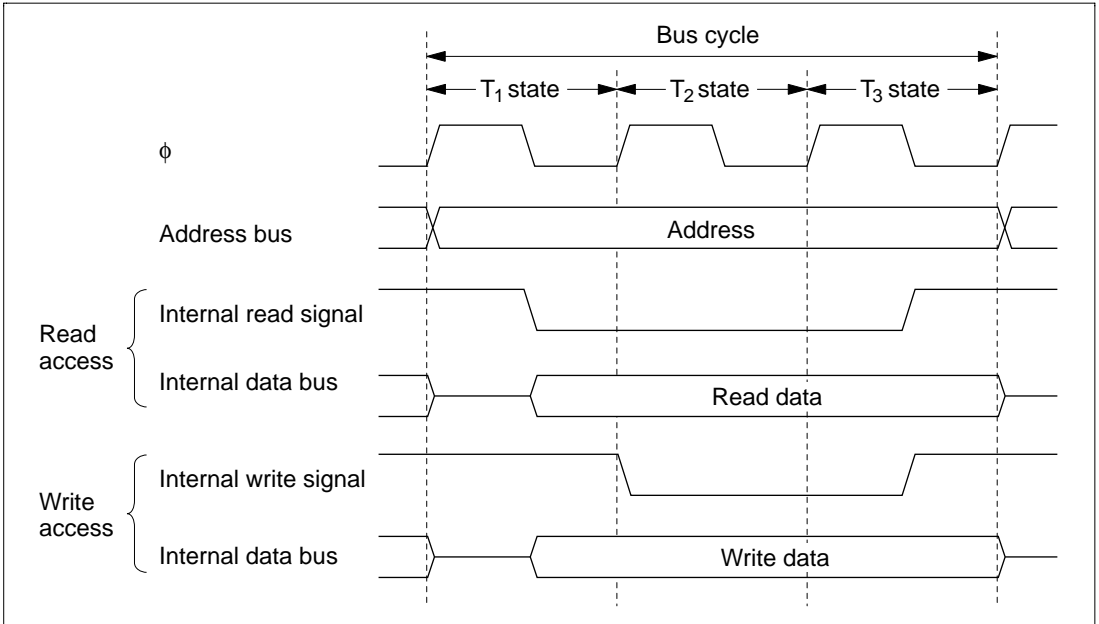 Bus cycle
T₁ state
T₂ state
T₃ state
ϕ
Address bus
Address
Read
access
Internal read signal
Internal data bus
Read data
Write
access
Internal write signal
Internal data bus
Write data